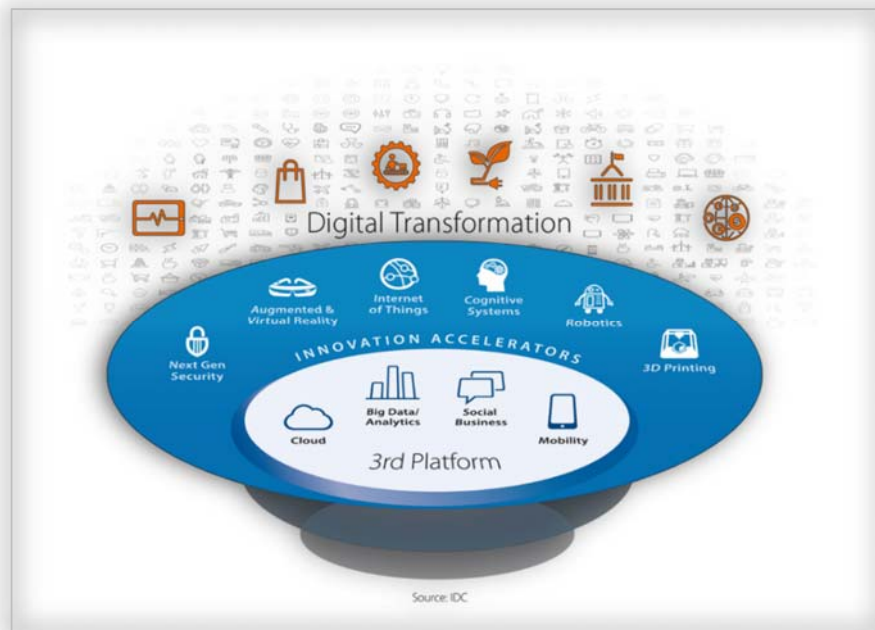 Digital Transformation
Augmented &
Virtual Reality
Internet
of Things
Cognitive
Systems
Robotics
Next Gen
Security
3D Printing
INNOVATION ACCELERATORS
Cloud
Big Data/
Analytics
Social
Business
Mobility
3rd Platform
Source: IDC